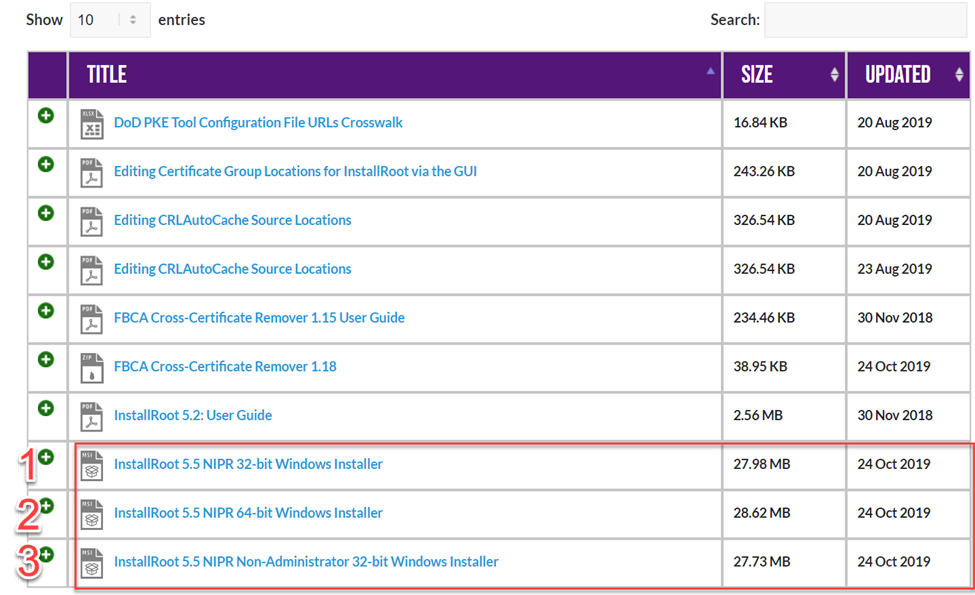 Show 10 entries Search:
TITLE SIZE UPDATED
XLSX DoD PKE Tool Configuration File URLs Crosswalk 16.84 KB 20 Aug 2019
PDF Editing Certificate Group Locations for InstallRoot via the GUI 243.26 KB 20 Aug 2019
PDF Editing CRLAutoCache Source Locations 326.54 KB 20 Aug 2019
PDF Editing CRLAutoCache Source Locations 326.54 KB 23 Aug 2019
PDF FBCA Cross-Certificate Remover 1.15 User Guide 234.46 KB 30 Nov 2018
ZIP FBCA Cross-Certificate Remover 1.18 38.95 KB 24 Oct 2019
PDF InstallRoot 5.2: User Guide 2.56 MB 30 Nov 2018
1 MSI InstallRoot 5.5 NIPR 32-bit Windows Installer 27.98 MB 24 Oct 2019
2 MSI InstallRoot 5.5 NIPR 64-bit Windows Installer 28.62 MB 24 Oct 2019
3 MSI InstallRoot 5.5 NIPR Non-Administrator 32-bit Windows Installer 27.73 MB 24 Oct 2019